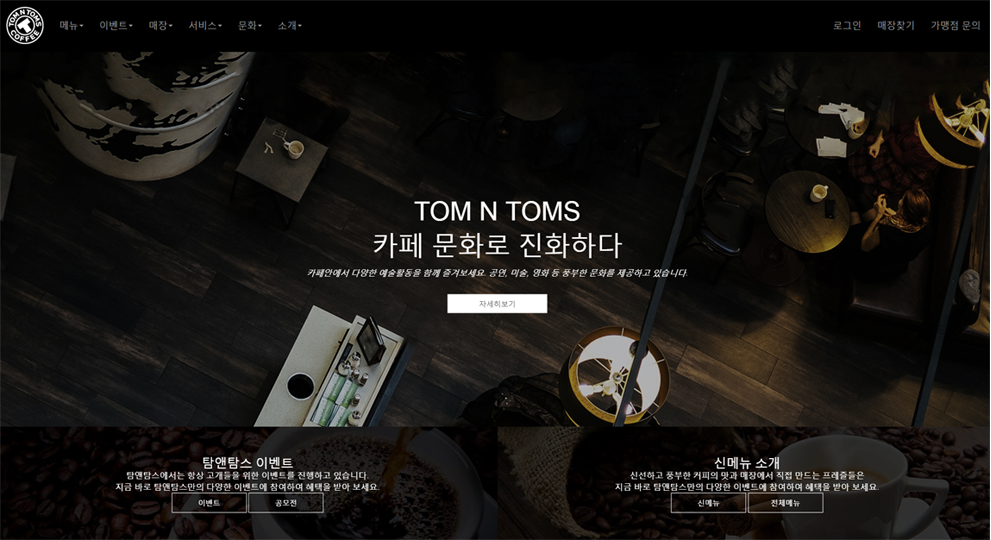 TOM N TOMS COFFEE
메뉴 이벤트 매장 서비스 문화 소개 로그인 매장찾기 가맹점 문의
TOM N TOMS
카페 문화로 진화하다
카페안에서 다양한 예술활동을 함께 즐겨보세요. 공연, 미술, 영화 등 풍부한 문화를 제공하고 있습니다.
자세히보기
탐앤탐스 이벤트
탐앤탐스에서는 항상 고개들을 위한 이벤트를 진행하고 있습니다.
지금 바로 탐앤탐스만의 다양한 이벤트에 참여하여 혜택을 받아 보세요.
이벤트 공모전
신메뉴 소개
신선하고 풍부한 커피의 맛과 매장에서 직접 만드는 프레즐들은
지금 바로 탐앤탐스만의 다양한 이벤트에 참여하여 혜택을 받아 보세요.
신메뉴 전체메뉴